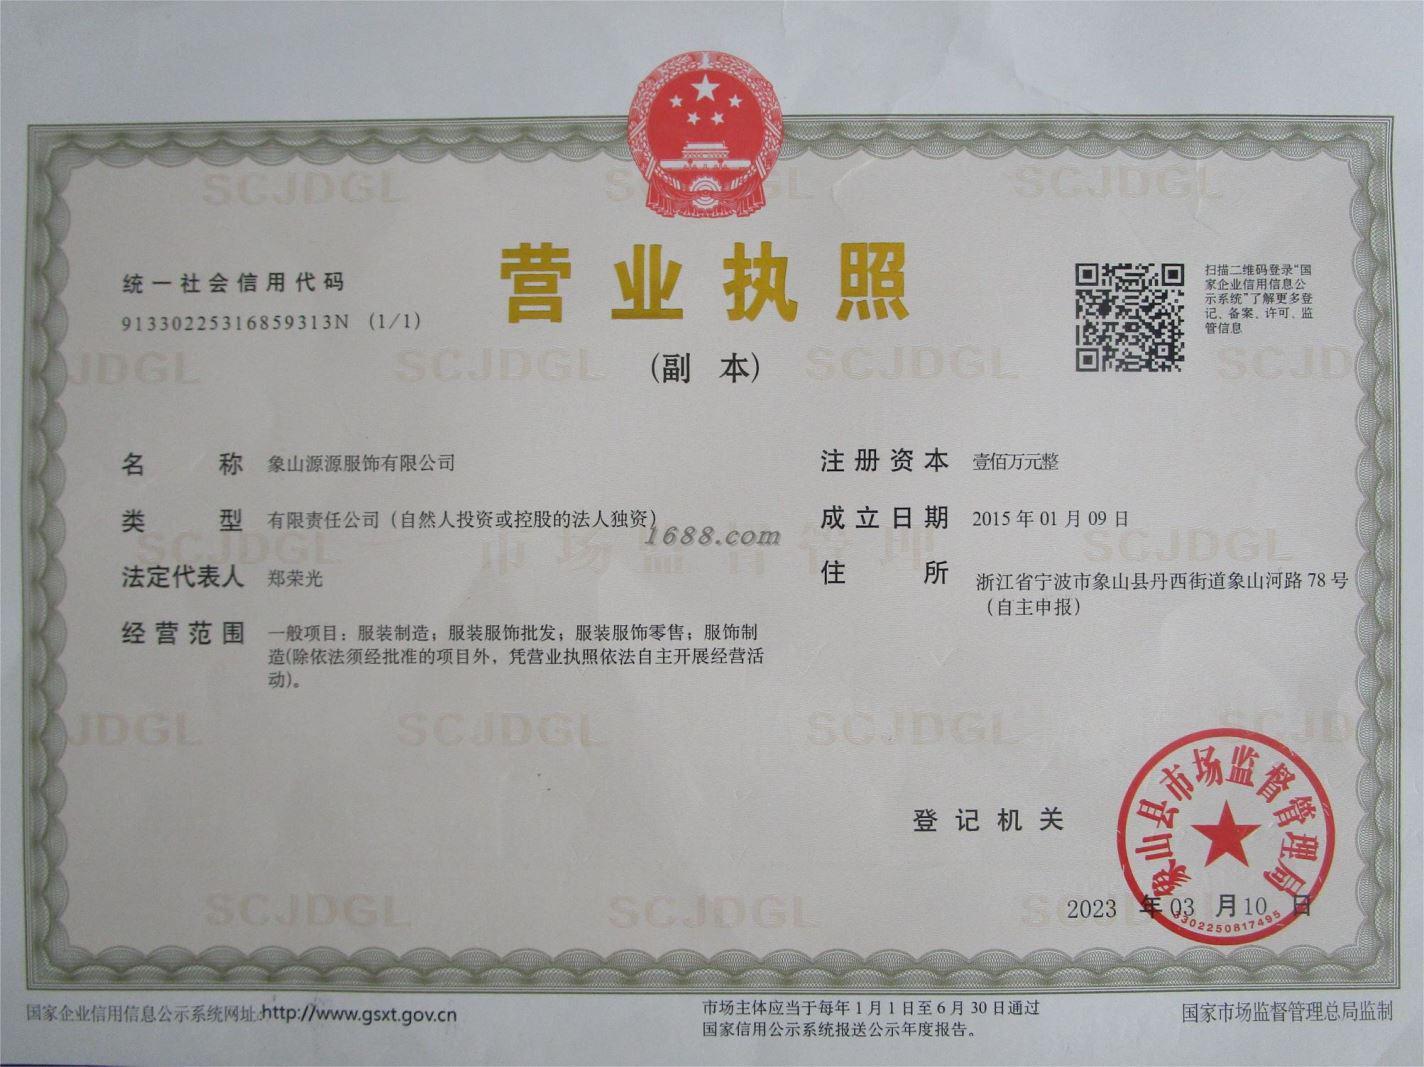 营业执照
(副 本)
统一社会信用代码
91330225316859313N (1/1)
扫描二维码登录"国
家企业信用信息公
示系统"了解更多登
记、备案、许可、监
管信息
名 称 象山源源服饰有限公司
类 型 有限责任公司（自然人投资或控股的法人独资）
法定代表人 郑荣光
经营范围 一般项目：服装制造；服装服饰批发；服装服饰零售；服饰制
造(除依法须经批准的项目外，凭营业执照依法自主开展经营活
动)。
注册资本 壹佰万元整
成立日期 2015年01月09日
住 所 浙江省宁波市象山县丹西街道象山河路78号
（自主申报）
1688.com
SCJDGL
市场监督管理
登记机关
象山县市场监督管理局
3302250817495
2023 年 03 月 10 日
国家企业信用信息公示系统网址:http://www.gsxt.gov.cn
市场主体应当于每年1月1日至6月30日通过
国家信用公示系统报送公示年度报告。
国家市场监督管理总局监制